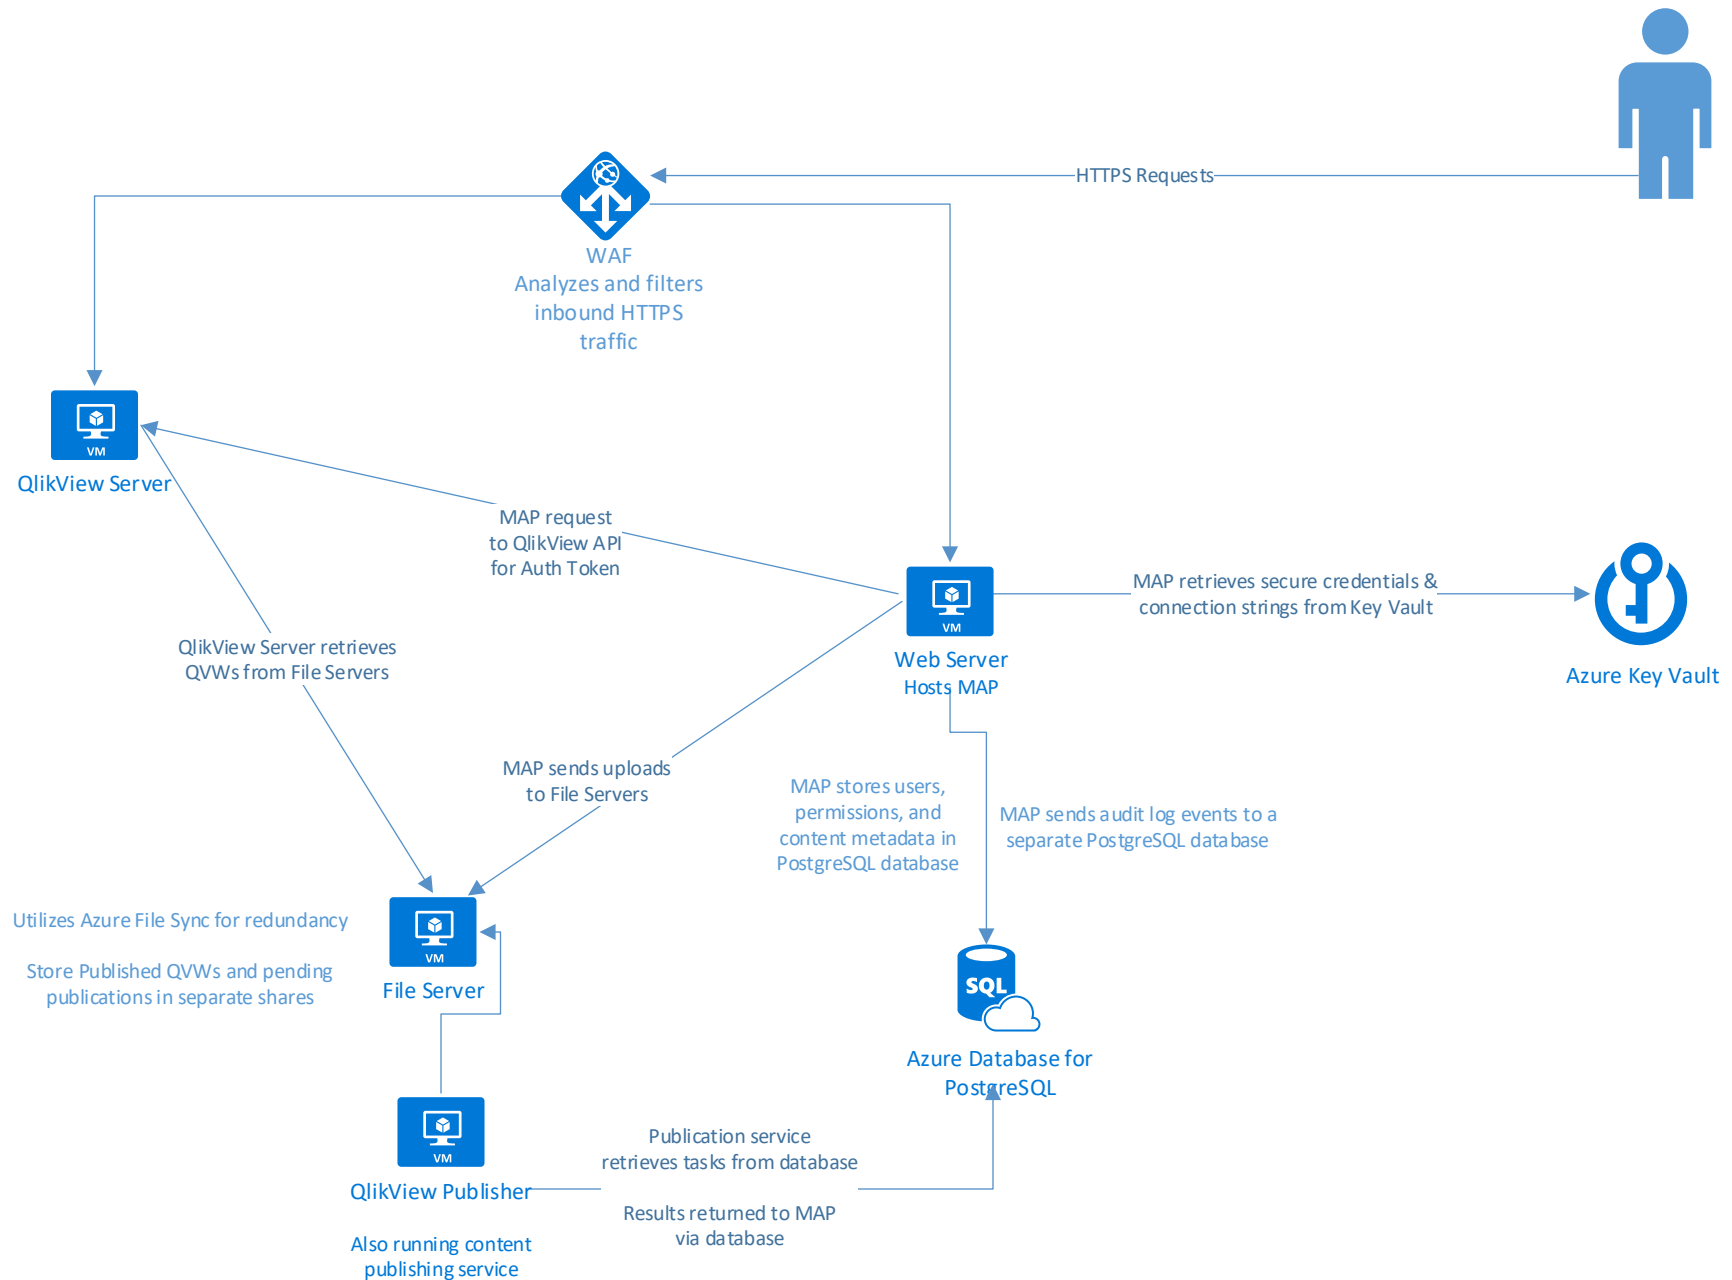 HTTPS Requests
WAF
Analyzes and filters
inbound HTTPS
traffic
VM
QlikView Server
MAP request
to QlikView API
for Auth Token
VM
Web Server
Hosts MAP
MAP retrieves secure credentials &
connection strings from Key Vault
Azure Key Vault
QlikView Server retrieves
QVWs from File Servers
MAP sends uploads
to File Servers
MAP stores users,
permissions, and
content metadata in
PostgreSQL database
MAP sends audit log events to a
separate PostgreSQL database
Utilizes Azure File Sync for redundancy
Store Published QVWs and pending
publications in separate shares
VM
File Server
SQL
Azure Database for
PostgreSQL
VM
QlikView Publisher
Also running content
publishing service
Publication service
retrieves tasks from database
Results returned to MAP
via database